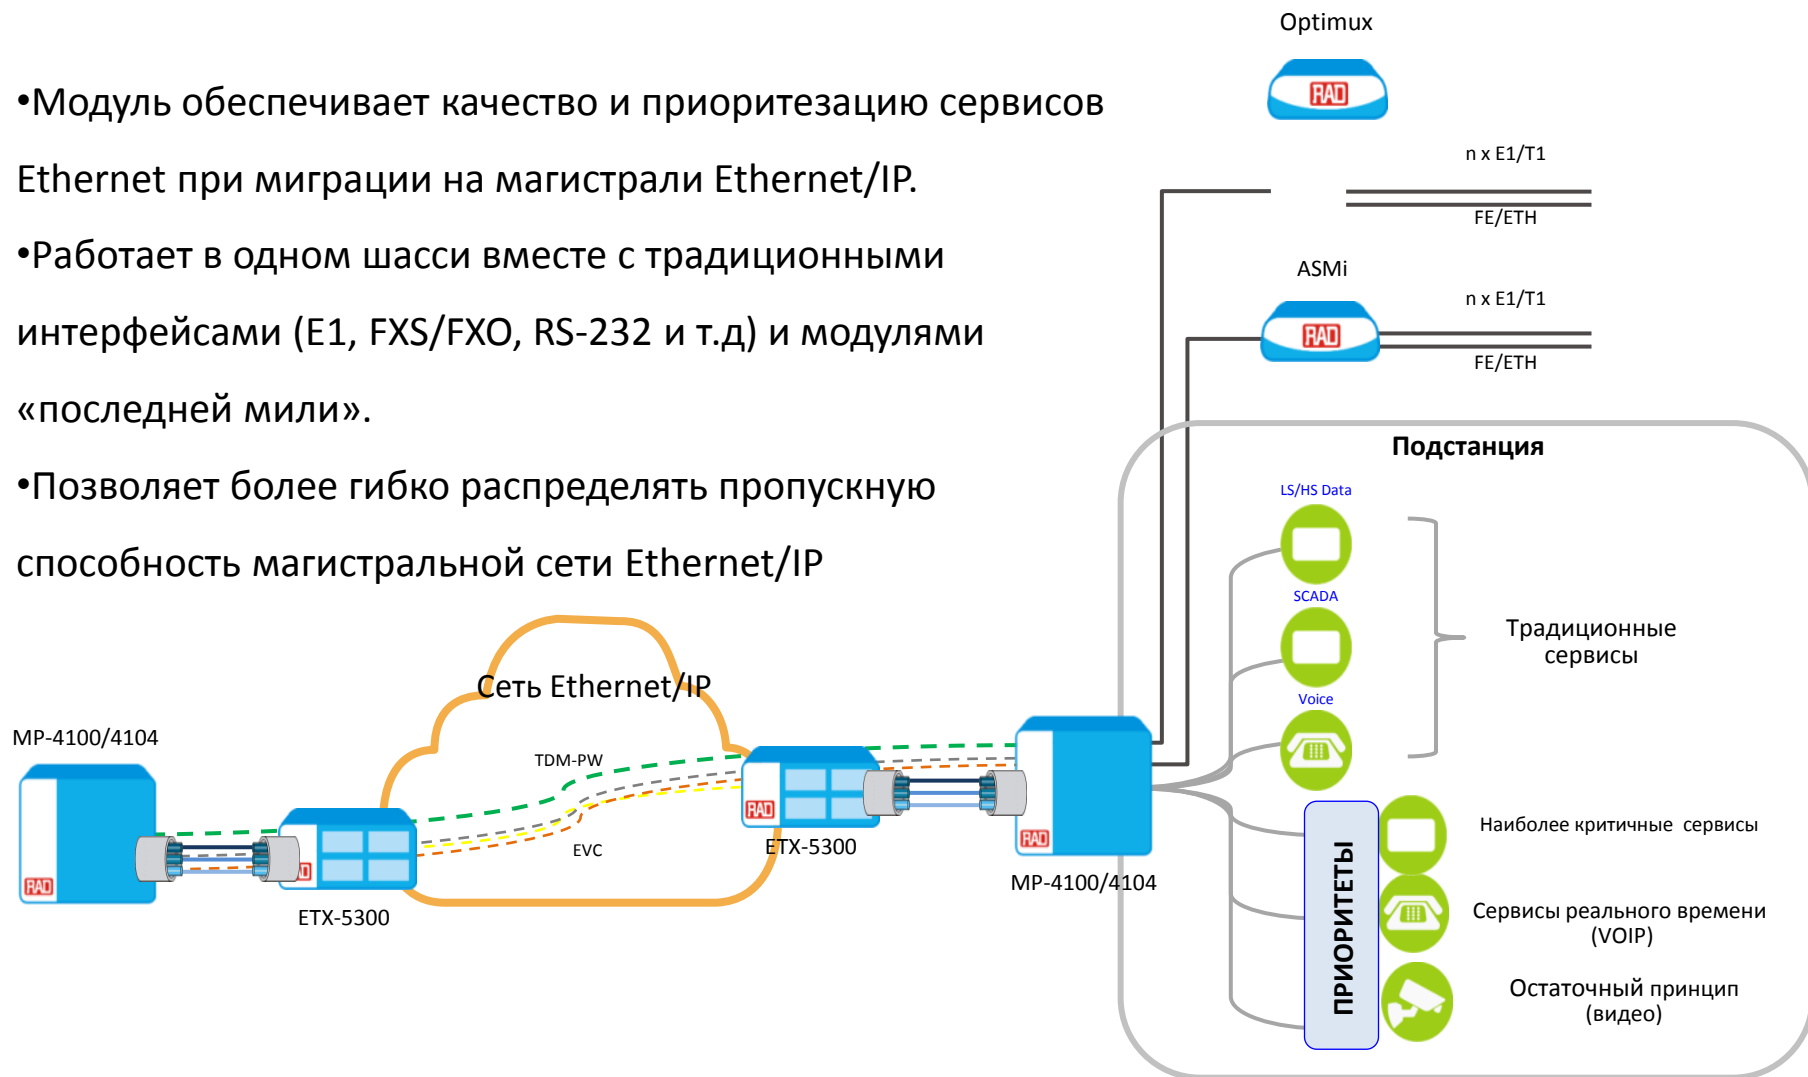 Optimux
RAD
•Модуль обеспечивает качество и приоритезацию сервисов
Ethernet при миграции на магистрали Ethernet/IP.
•Работает в одном шасси вместе с традиционными
интерфейсами (E1, FXS/FXO, RS-232 и т.д) и модулями
«последней мили».
•Позволяет более гибко распределять пропускную
способность магистральной сети Ethernet/IP
n x E1/T1
FE/ETH
ASMi
RAD
n x E1/T1
FE/ETH
Подстанция
LS/HS Data
SCADA
Voice
Традиционные
сервисы
Сеть Ethernet/IP
MP-4100/4104
RAD
TDM-PW
EVC
RAD
ETX-5300
RAD
ETX-5300
RAD
MP-4100/4104
ПРИОРИТЕТЫ
Наиболее критичные сервисы
Сервисы реального времени
(VOIP)
Остаточный принцип
(видео)